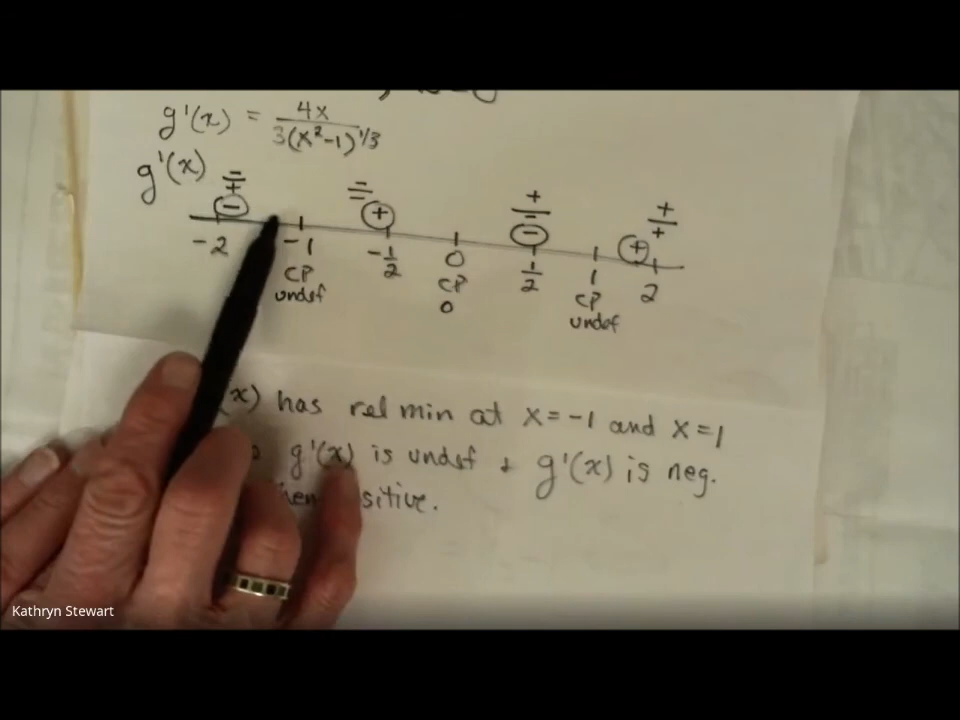 g'(x) = 4x / 3(x²-1)^1/3
g'(x)
- / + (-) - / - (+) + / - (-) + / + (+)
-2 -1 -1/2 0 1/2 1 2
CP CP CP
undef 0 undef
(x) has rel min at x=-1 and x=1
g'(x) is undef + g'(x) is neg.
hen sitive.
Kathryn Stewart